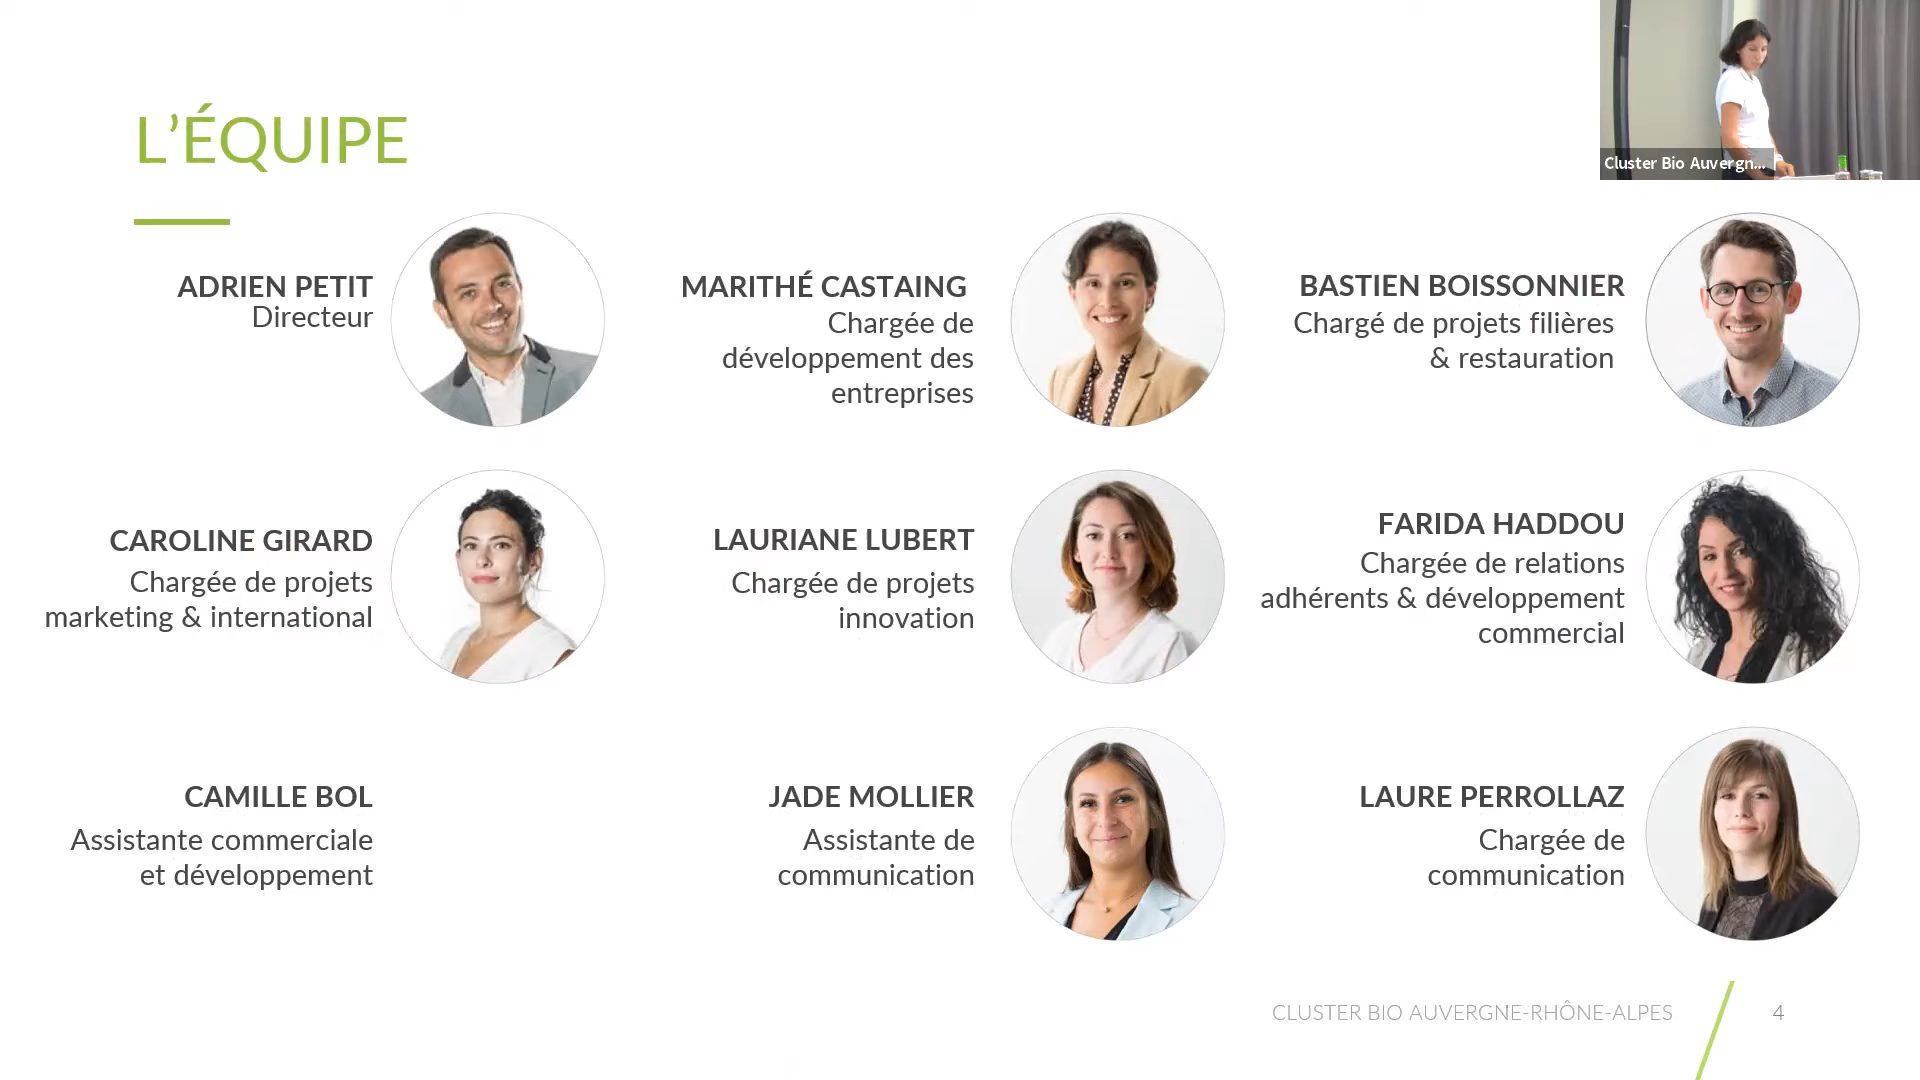 L’ÉQUIPE
Cluster Bio Auvergn...
ADRIEN PETIT
Directeur
MARITHÉ CASTAING
Chargée de
développement des
entreprises
BASTIEN BOISSONNIER
Chargé de projets filières
& restauration
CAROLINE GIRARD
Chargée de projets
marketing & international
LAURIANE LUBERT
Chargée de projets
innovation
FARIDA HADDOU
Chargée de relations
adhérents & développement
commercial
CAMILLE BOL
Assistante commerciale
et développement
JADE MOLLIER
Assistante de
communication
LAURE PERROLLAZ
Chargée de
communication
CLUSTER BIO AUVERGNE-RHÔNE-ALPES
4